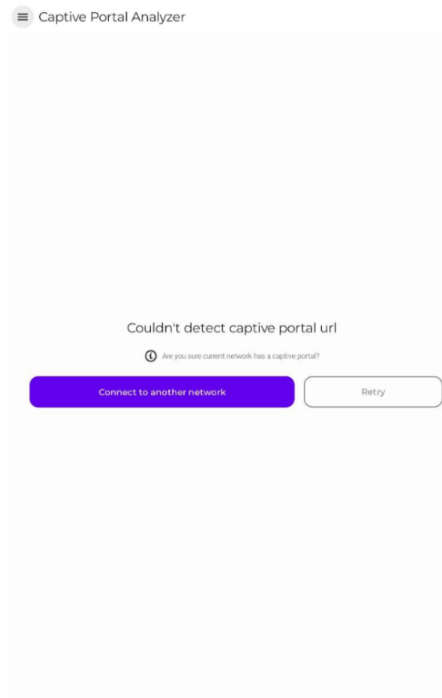 Captive Portal Analyzer
Couldn't detect captive portal url
Are you sure current network has a captive portal?
Connect to another network
Retry